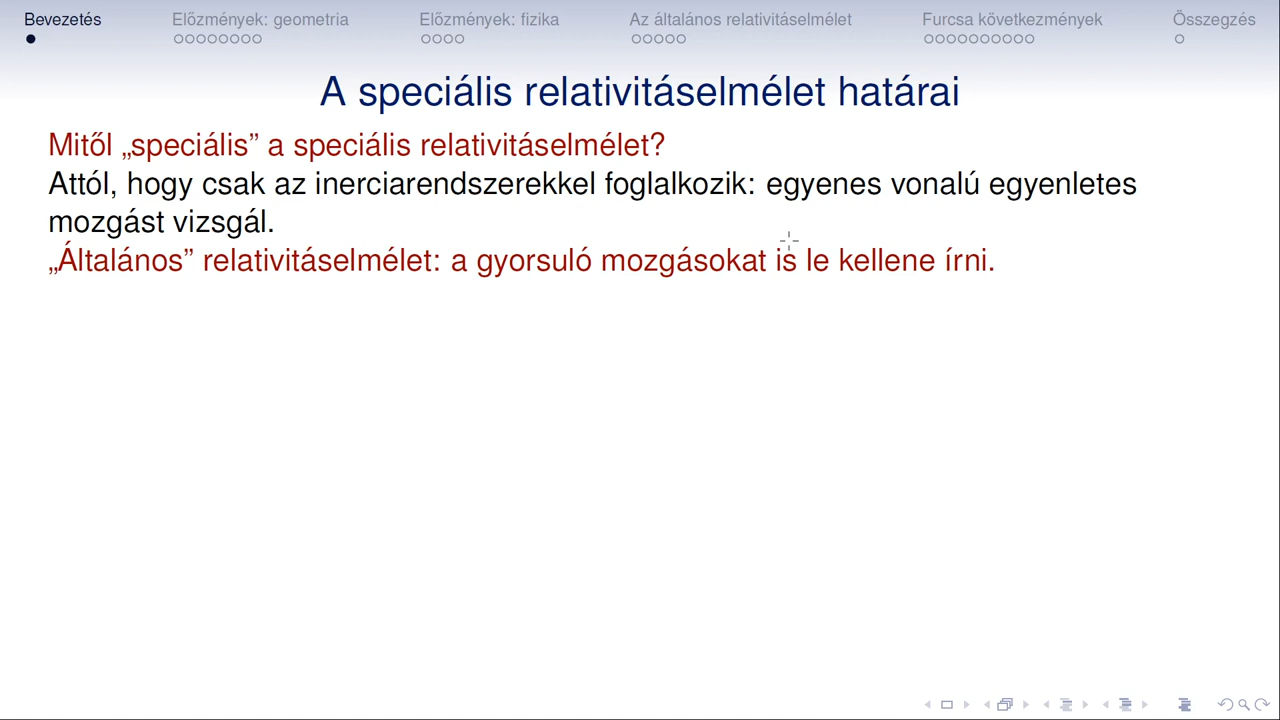 Bevezetés
Előzmények: geometria
Előzmények: fizika
Az általános relativitáselmélet
Furcsa következmények
Összegzés
A speciális relativitáselmélet határai
Mitől „speciális” a speciális relativitáselmélet?
Attól, hogy csak az inerciarendszerekkel foglalkozik: egyenes vonalú egyenletes
mozgást vizsgál.
„Általános” relativitáselmélet: a gyorsuló mozgásokat is le kellene írni.